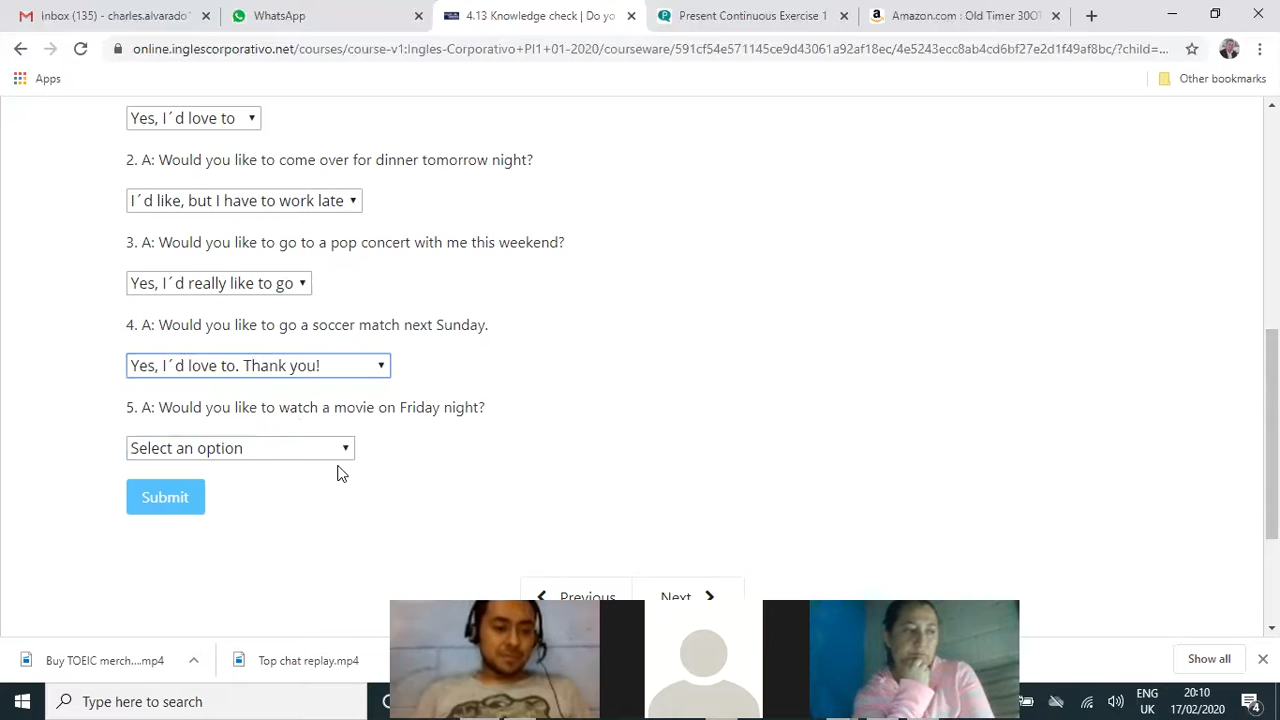 Inbox (135) - charles.alvarado
WhatsApp
4.13 Knowledge check | Do yo
Present Continuous Exercise 1
Amazon.com : Old Timer 30OT
online.inglescorporativo.net/courses/course-v1:Ingles-Corporativo+PI1+01-2020/courseware/591cf54e571145ce9d43061a92af18ec/4e5243ecc8ab4cd6bf27e2d1f49af8bc/?child=...
Apps
Other bookmarks
Yes, I´d love to
2. A: Would you like to come over for dinner tomorrow night?
I´d like, but I have to work late
3. A: Would you like to go to a pop concert with me this weekend?
Yes, I´d really like to go
4. A: Would you like to go a soccer match next Sunday.
Yes, I´d love to. Thank you!
5. A: Would you like to watch a movie on Friday night?
Select an option
Submit
Previous
Next
Buy TOEIC merch....mp4
Top chat replay.mp4
Show all
Type here to search
ENG
UK
20:10
17/02/2020
4